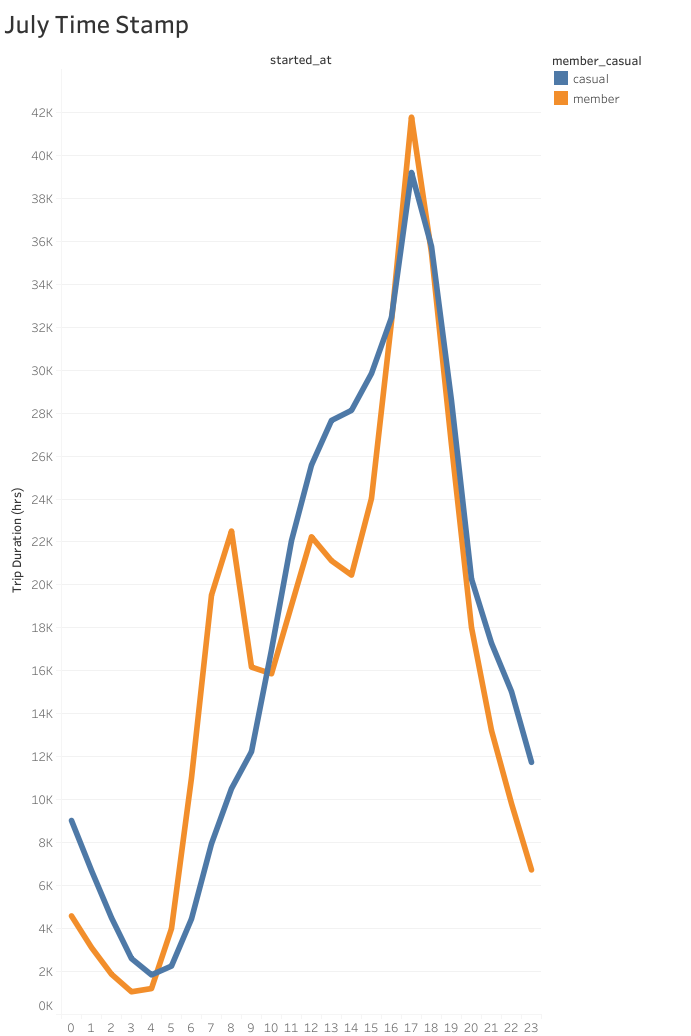 July Time Stamp
started_at
member_casual
casual
member
42K
40K
38K
36K
34K
32K
30K
28K
26K
24K
22K
20K
18K
16K
14K
12K
10K
8K
6K
4K
2K
0K
Trip Duration (hrs)
0 1 2 3 4 5 6 7 8 9 10 11 12 13 14 15 16 17 18 19 20 21 22 23